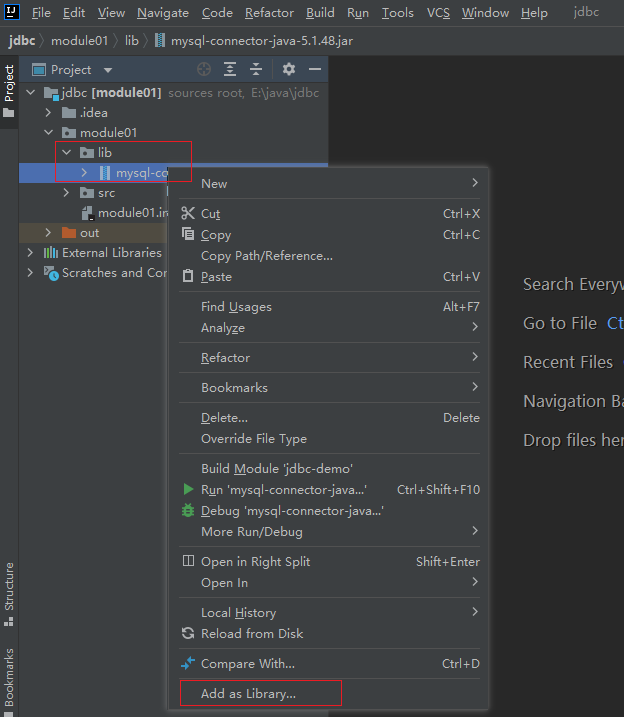 IJ File Edit View Navigate Code Refactor Build Run Tools VCS Window Help jdbc
jdbc module01 lib mysql-connector-java-5.1.48.jar
Project
Project
jdbc [module01] sources root, E:\java\jdbc
.idea
module01
lib
mysql-co
src
module01.im
out
External Libraries
Scratches and Con
New
Cut Ctrl+X
Copy Ctrl+C
Copy Path/Reference...
Paste Ctrl+V
Find Usages Alt+F7
Analyze
Refactor
Bookmarks
Delete... Delete
Override File Type
Build Module 'jdbc-demo'
Run 'mysql-connector-java...' Ctrl+Shift+F10
Debug 'mysql-connector-java...'
More Run/Debug
Open in Right Split Shift+Enter
Open In
Local History
Reload from Disk
Compare With... Ctrl+D
Add as Library...
Search Everyw
Go to File Ct
Recent Files
Navigation Ba
Drop files her
Structure
Bookmarks